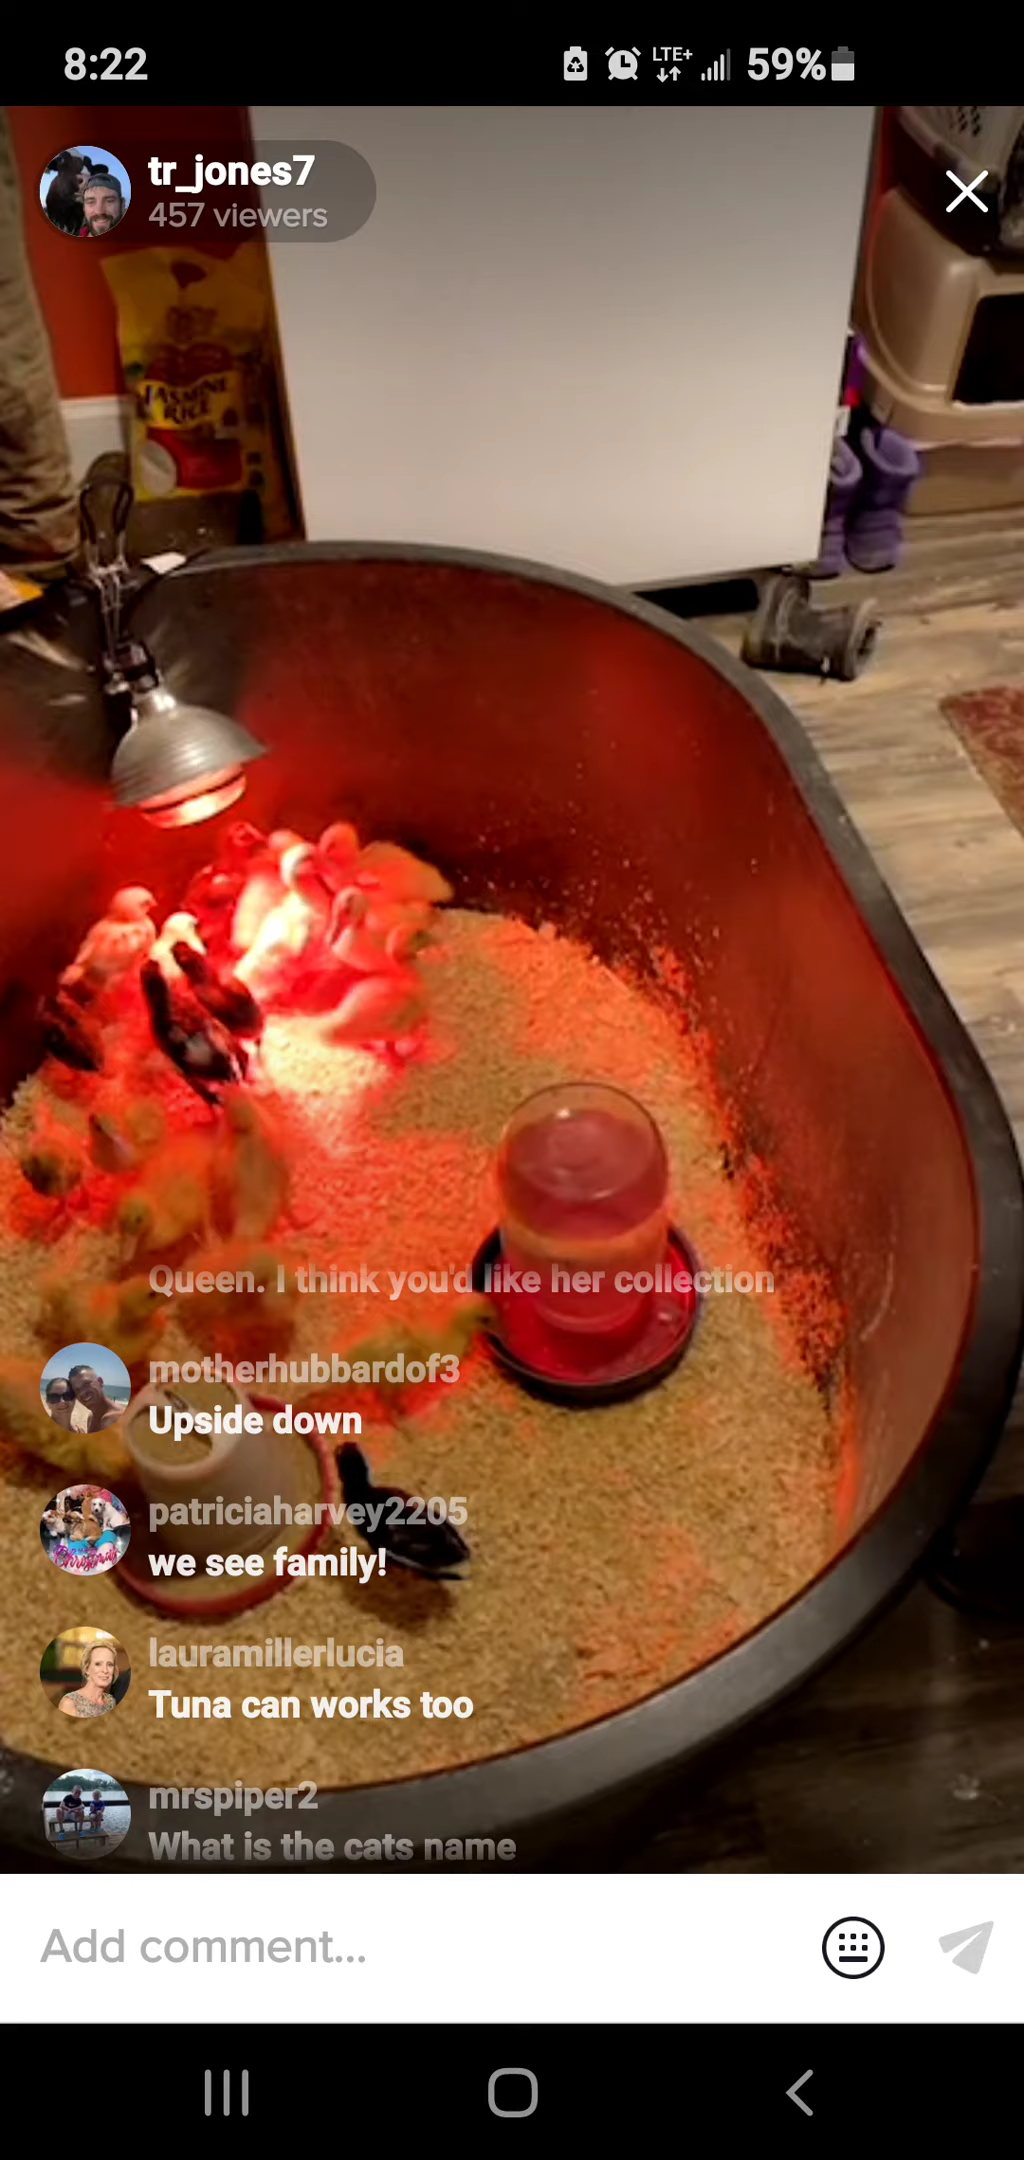 8:22
LTE+
59%
tr_jones7
457 viewers
JASMINE
RICE
Queen. I think you'd like her collection
motherhubbardof3
Upside down
patriciaharvey2205
we see family!
Christmas
lauramillerlucia
Tuna can works too
mrspiper2
What is the cats name
Add comment...